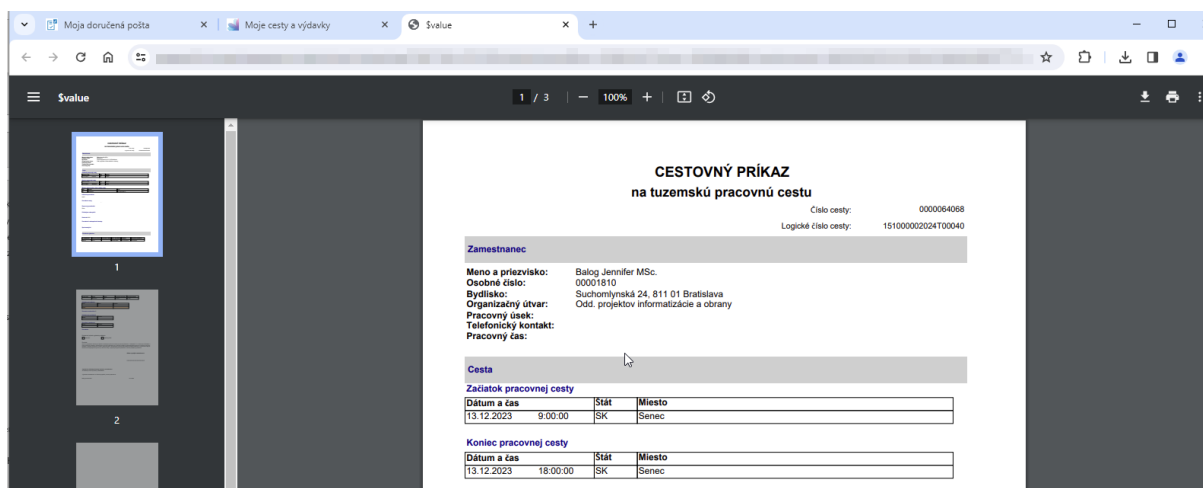 Moja doručená pošta
Moje cesty a výdavky
$value
$value
1 / 3
100%
CESTOVNÝ PRÍKAZ
na tuzemskú pracovnú cestu
Číslo cesty: 0000064068
Logické číslo cesty: 151000002024T00040
Zamestnanec
Meno a priezvisko: Balog Jennifer MSc.
Osobné číslo: 00001810
Bydlisko: Suchomlynská 24, 811 01 Bratislava
Organizačný útvar: Odd. projektov informatizácie a obrany
Pracovný úsek:
Telefonický kontakt:
Pracovný čas:
Cesta
Začiatok pracovnej cesty
Dátum a čas Štát Miesto
13.12.2023 9:00:00 SK Senec
Koniec pracovnej cesty
Dátum a čas Štát Miesto
13.12.2023 18:00:00 SK Senec
1
2